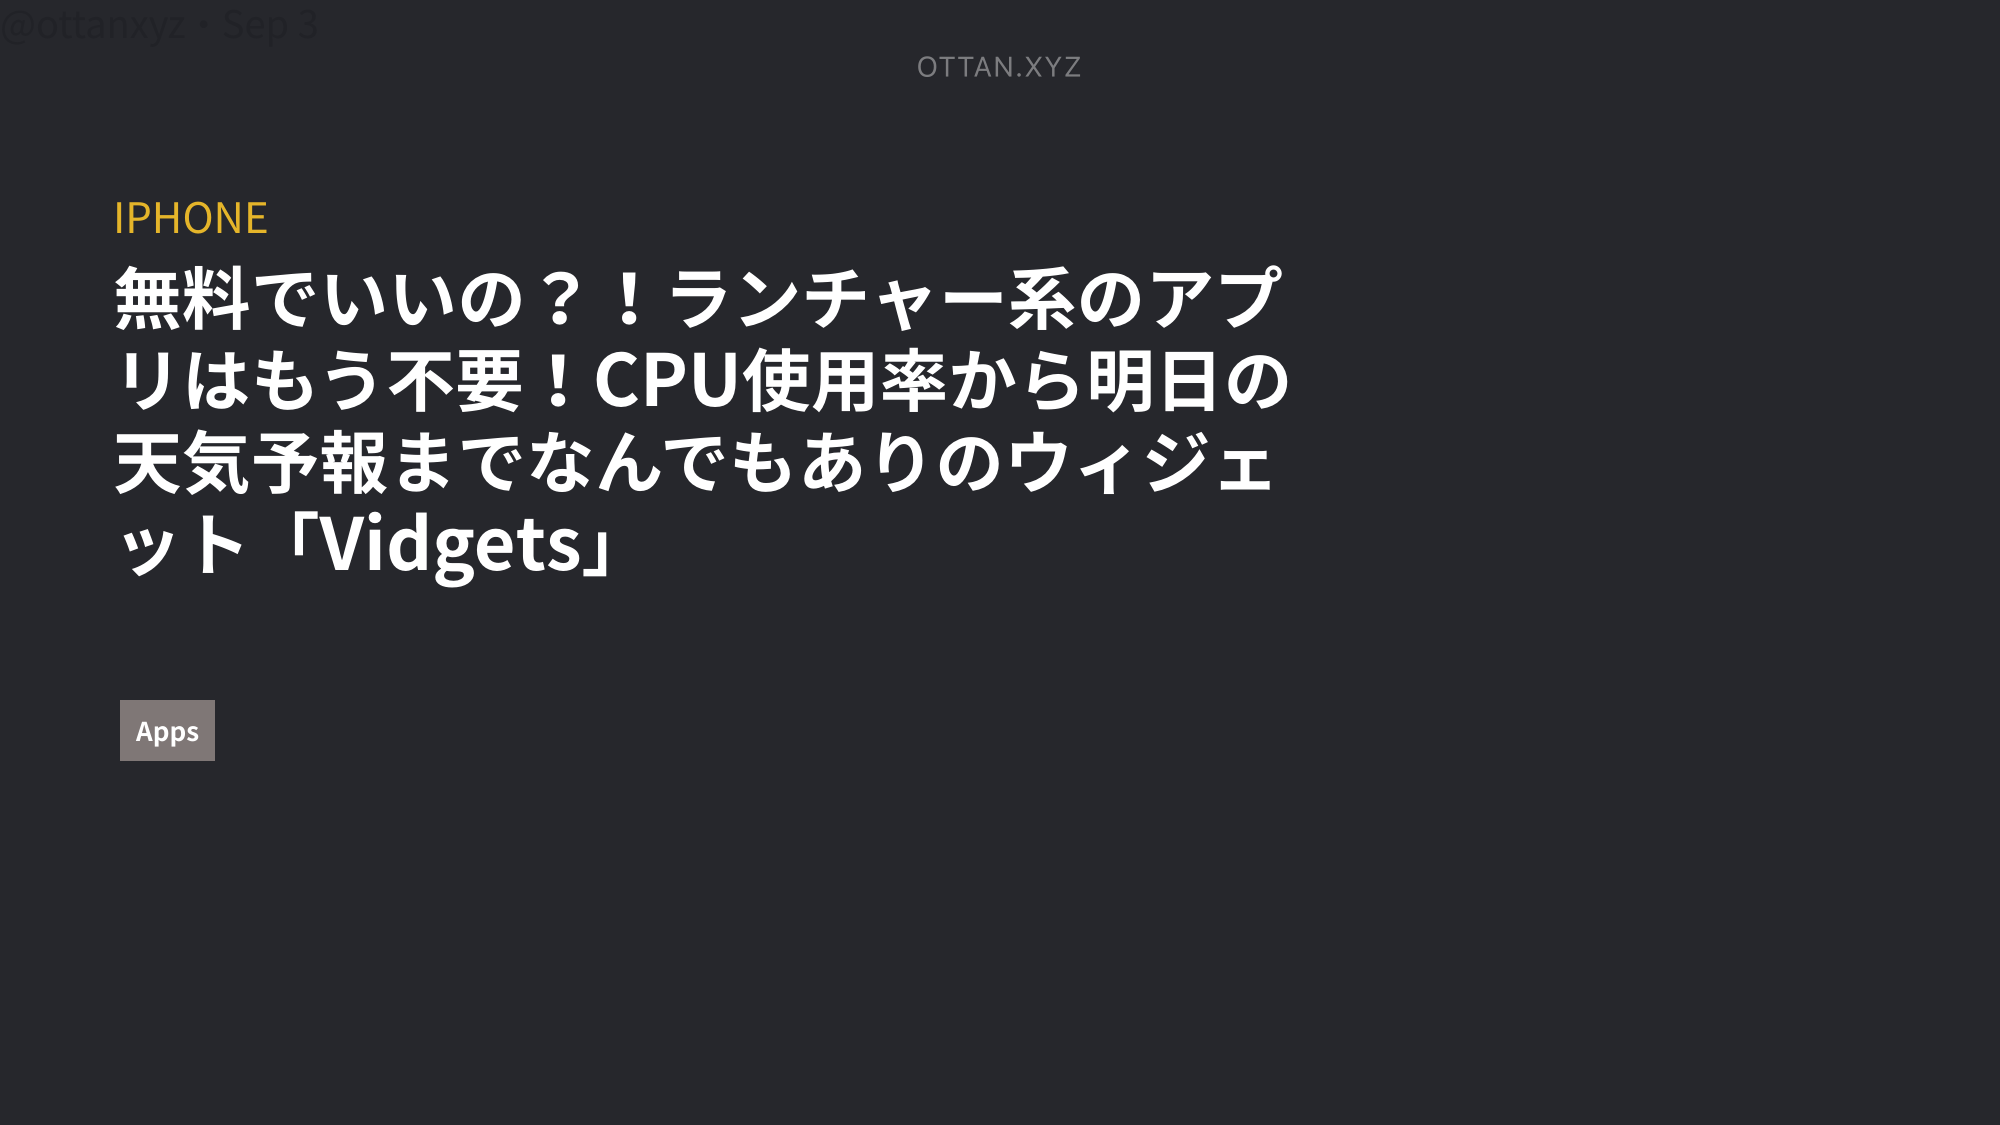 @ottanxyz・Sep 3
OTTAN.XYZ
IPHONE
無料でいいの？！ランチャー系のアプ
リはもう不要！CPU使用率から明日の
天気予報までなんでもありのウィジェ
ット「Vidgets」
Apps